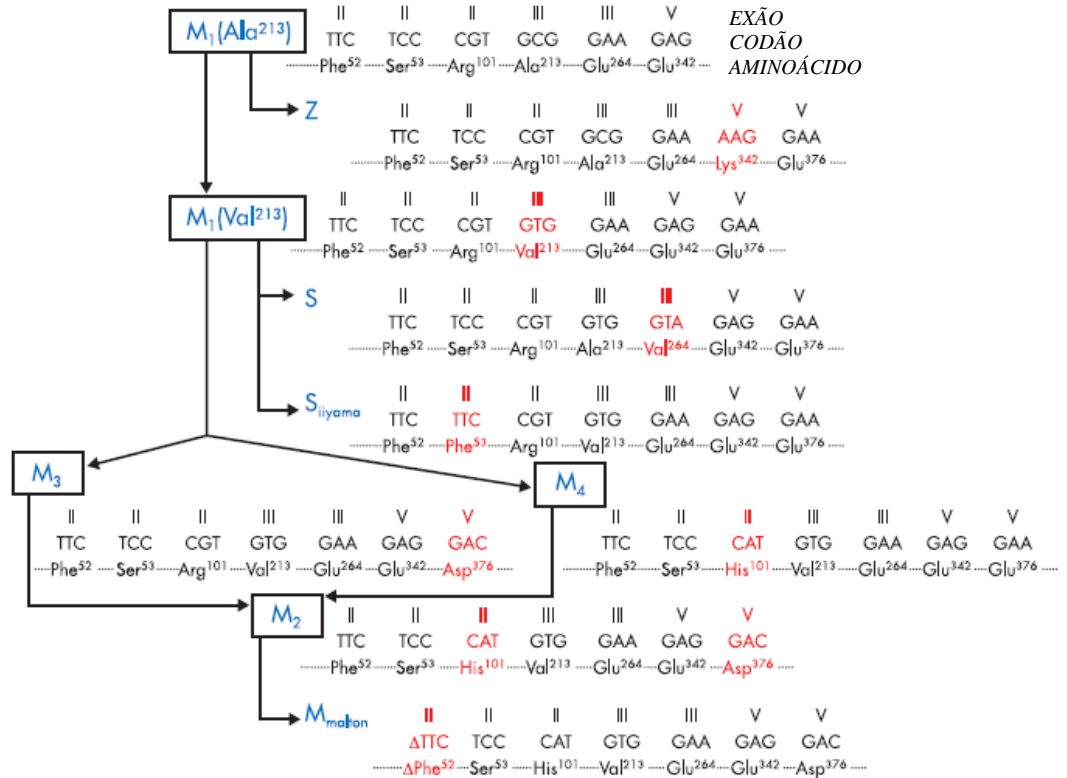 M₁(Ala²¹³)
II II II III III V EXÃO
TTC TCC CGT GCG GAA GAG CODÃO
Phe⁵² Ser⁵³ Arg¹⁰¹ Ala²¹³ Glu²⁶⁴ Glu³⁴² AMINOÁCIDO
Z
II II II III III V V
TTC TCC CGT GCG GAA AAG GAA
Phe⁵² Ser⁵³ Arg¹⁰¹ Ala²¹³ Glu²⁶⁴ Lys³⁴² Glu³⁷⁶
M₁(Val²¹³)
II II II III III V V
TTC TCC CGT GTG GAA GAG GAA
Phe⁵² Ser⁵³ Arg¹⁰¹ Val²¹³ Glu²⁶⁴ Glu³⁴² Glu³⁷⁶
S
II II II III III V V
TTC TCC CGT GTG GTA GAG GAA
Phe⁵² Ser⁵³ Arg¹⁰¹ Ala²¹³ Val²⁶⁴ Glu³⁴² Glu³⁷⁶
Siiyama
II II II III III V V
TTC TTC CGT GTG GAA GAG GAA
Phe⁵² Phe⁵³ Arg¹⁰¹ Val²¹³ Glu²⁶⁴ Glu³⁴² Glu³⁷⁶
M₃
II II II III III V V
TTC TCC CGT GTG GAA GAG GAC
Phe⁵² Ser⁵³ Arg¹⁰¹ Val²¹³ Glu²⁶⁴ Glu³⁴² Asp³⁷⁶
M₄
II II II III III V V
TTC TCC CAT GTG GAA GAG GAA
Phe⁵² Ser⁵³ His¹⁰¹ Val²¹³ Glu²⁶⁴ Glu³⁴² Glu³⁷⁶
M₂
II II II III III V V
TTC TCC CAT GTG GAA GAG GAC
Phe⁵² Ser⁵³ His¹⁰¹ Val²¹³ Glu²⁶⁴ Glu³⁴² Asp³⁷⁶
Mmalton
II II II III III V V
ΔTTC TCC CAT GTG GAA GAG GAC
ΔPhe⁵² Ser⁵³ His¹⁰¹ Val²¹³ Glu²⁶⁴ Glu³⁴² Asp³⁷⁶